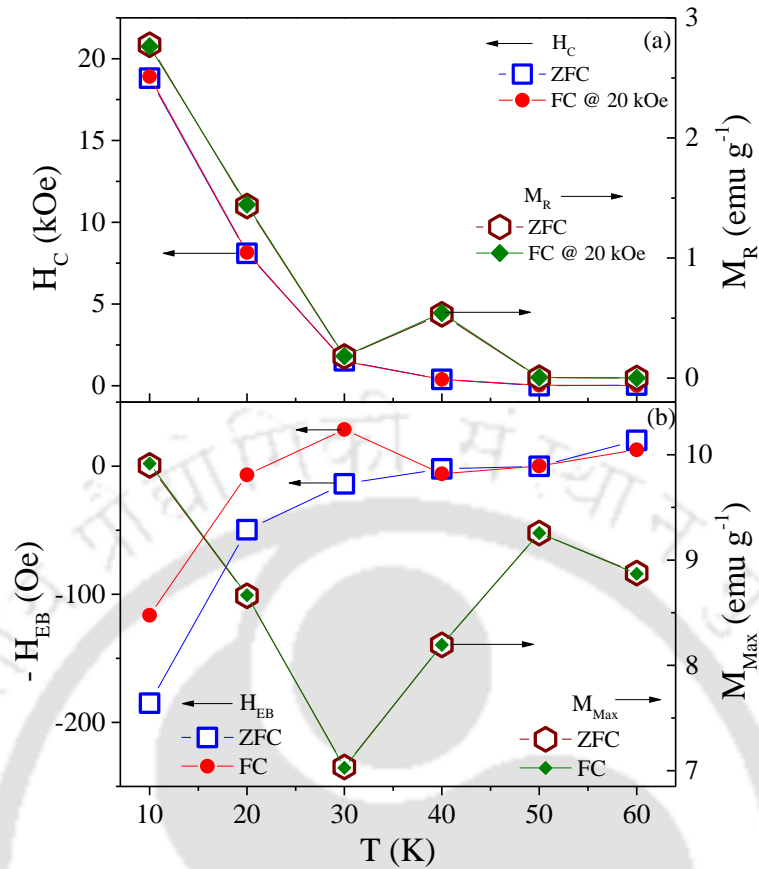 (a)
H_C
ZFC
FC @ 20 kOe
M_R
ZFC
FC @ 20 kOe
20
15
10
5
0
H_C (kOe)
3
2
1
0
M_R (emu g⁻¹)
(b)
0
-100
-200
- H_EB (Oe)
10
9
8
7
M_Max (emu g⁻¹)
H_EB
ZFC
FC
M_Max
ZFC
FC
10 20 30 40 50 60
T (K)